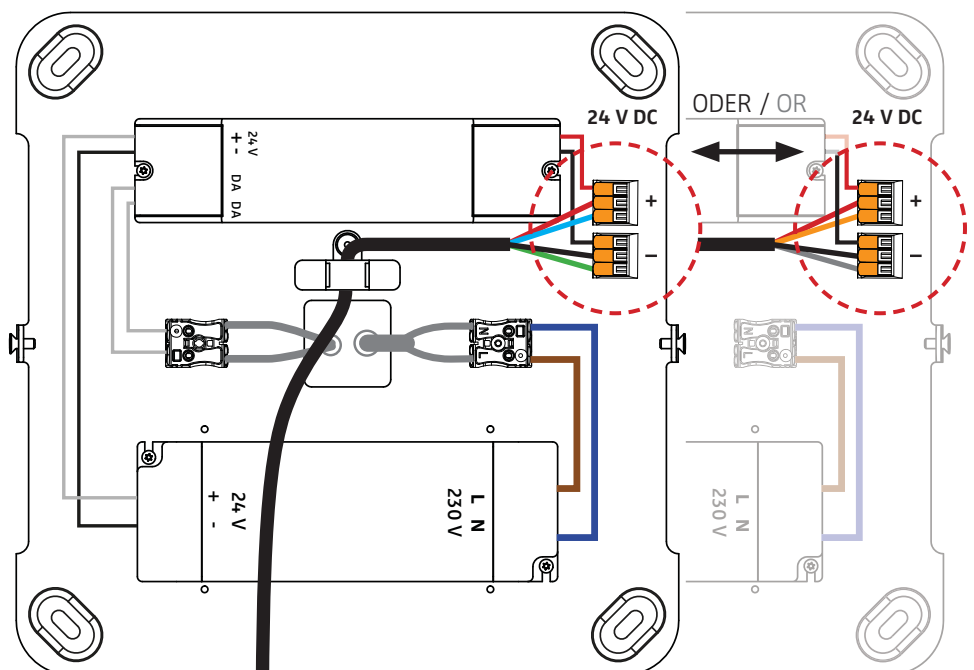 ODER / OR
24 V DC
24 V DC
24 V
+ -
DA DA
+
-
+
-
N
L
N
L
24 V
+ -
L N
230 V
L N
230 V